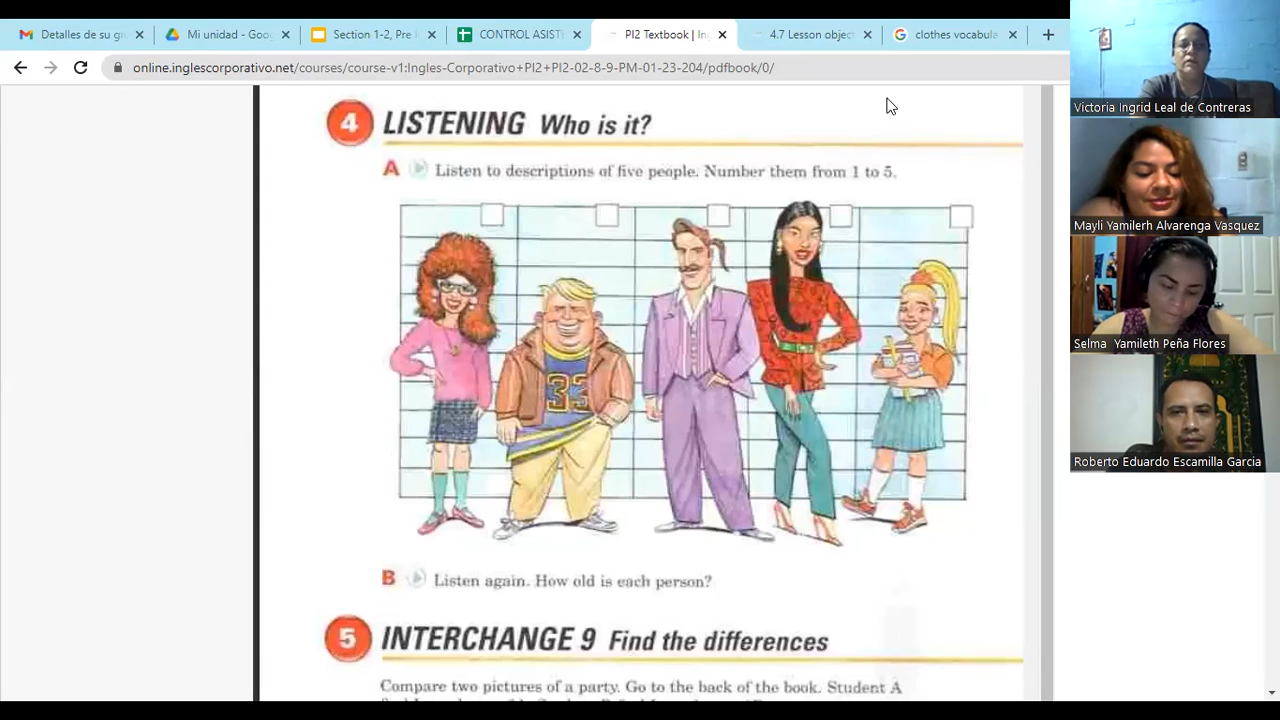 Detalles de su gr
Mi unidad - Goo
Section 1-2, Pre
CONTROL ASIST
PI2 Textbook | In
4.7 Lesson object
clothes vocabula
online.inglescorporativo.net/courses/course-v1:Ingles-Corporativo+PI2+PI2-02-8-9-PM-01-23-204/pdfbook/0/
4 LISTENING Who is it?
A Listen to descriptions of five people. Number them from 1 to 5.
33
B Listen again. How old is each person?
5 INTERCHANGE 9 Find the differences
Compare two pictures of a party. Go to the back of the book. Student A
Victoria Ingrid Leal de Contreras
Mayli Yamilerh Alvarenga Vasquez
Selma Yamileth Peña Flores
Roberto Eduardo Escamilla Garcia